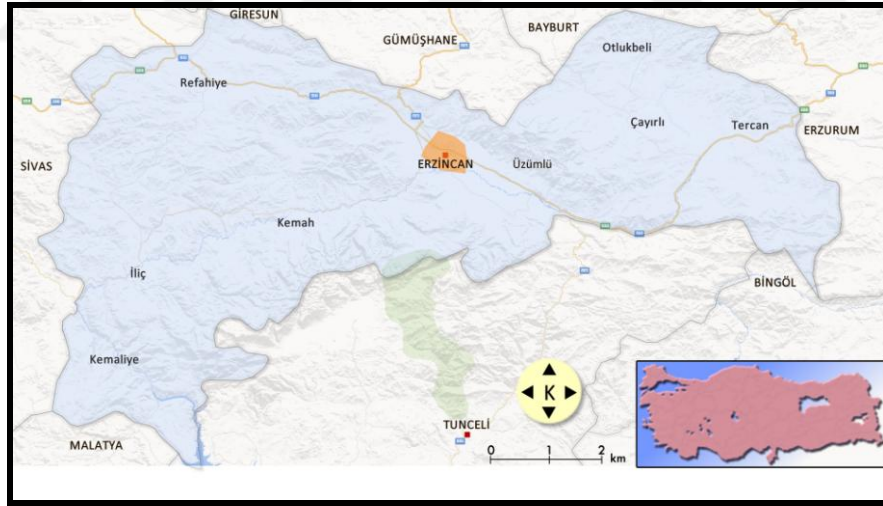 GİRESUN
GÜMÜŞHANE
BAYBURT
Otlukbeli
Refahiye
Çayırlı
Tercan
ERZURUM
SİVAS
ERZİNCAN
Üzümlü
Kemah
İliç
BİNGÖL
Kemaliye
K
TUNCELİ
MALATYA
0 1 2
km